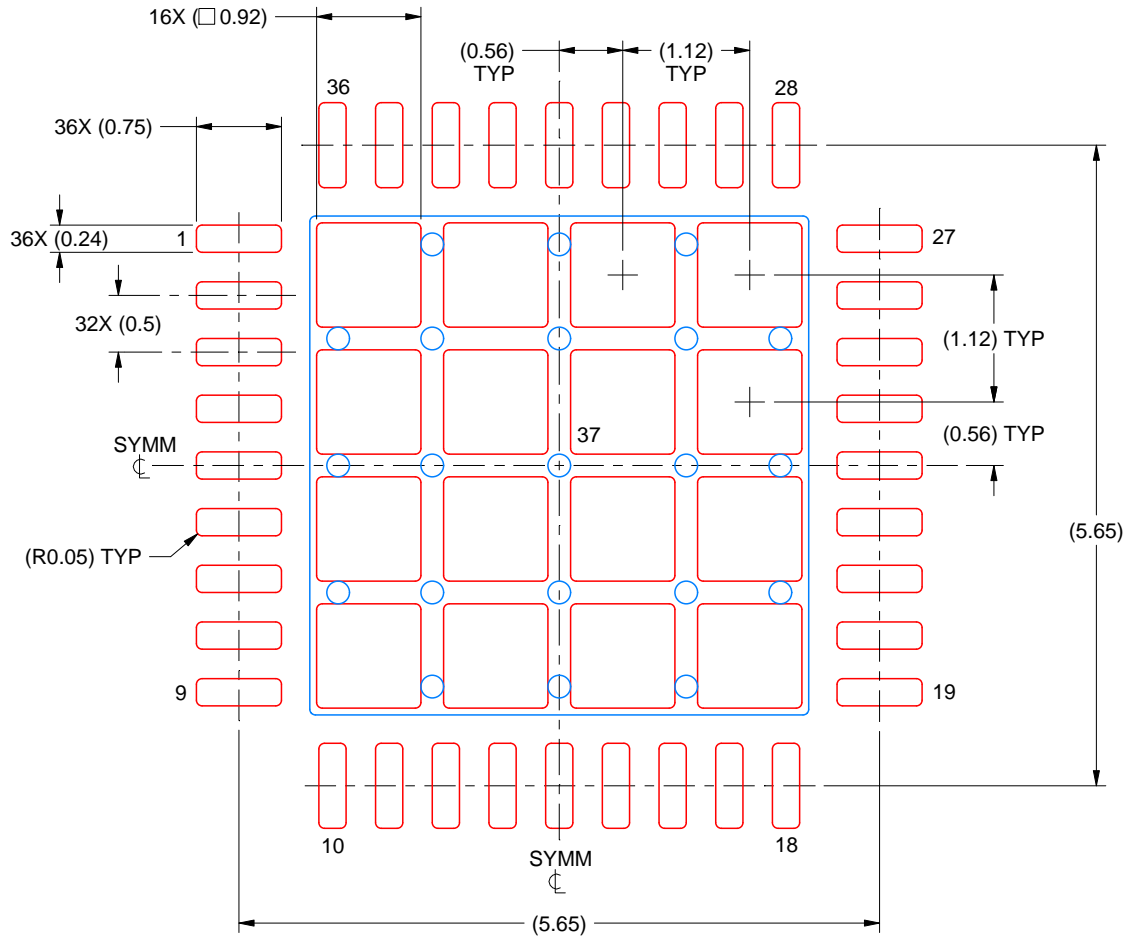 16X (□ 0.92)
(0.56)
TYP
(1.12)
TYP
36
28
36X (0.75)
36X (0.24)
1
27
32X (0.5)
(1.12) TYP
37
SYMM
℄
(0.56) TYP
(5.65)
(R0.05) TYP
9
19
10
18
SYMM
℄
(5.65)